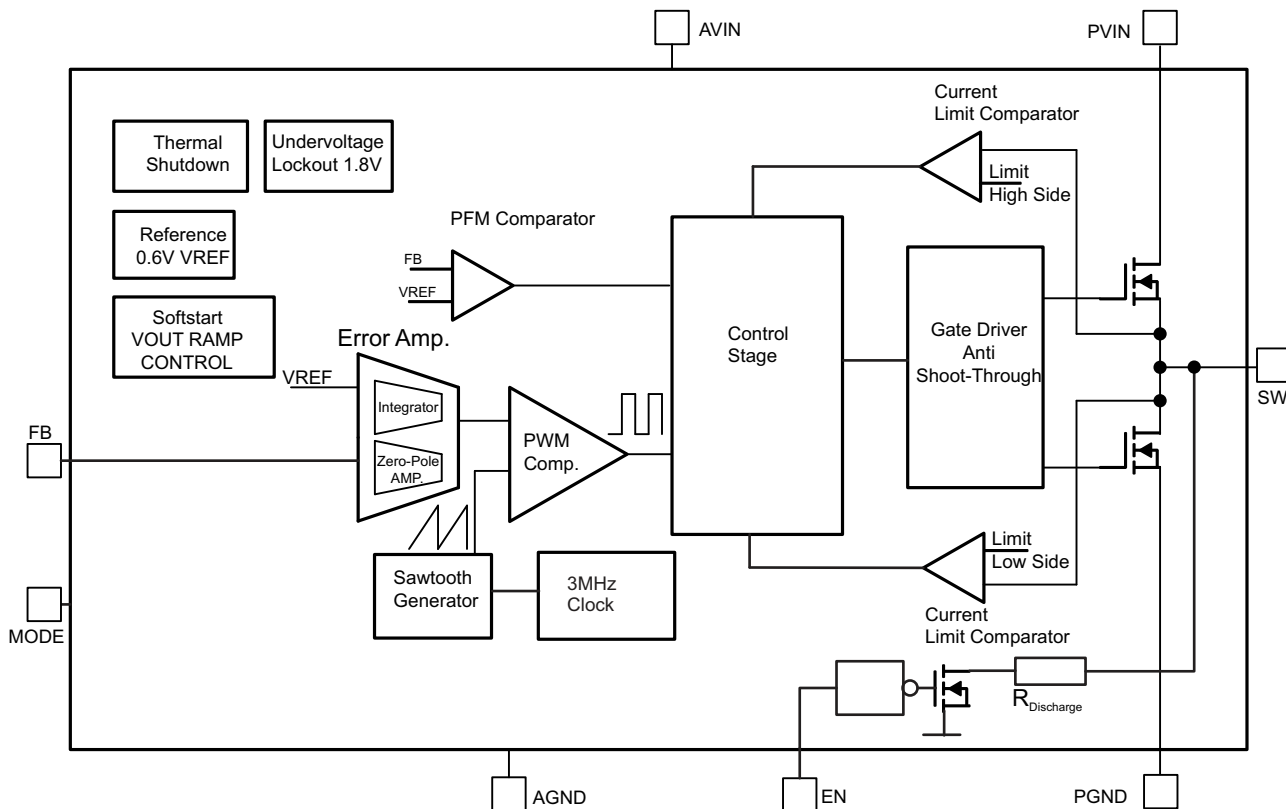 AVIN
PVIN
Current
Limit Comparator
Thermal
Shutdown
Undervoltage
Lockout 1.8V
Limit
High Side
PFM Comparator
Reference
0.6V VREF
FB
VREF
Softstart
VOUT RAMP
CONTROL
Error Amp.
Control
Stage
Gate Driver
Anti
Shoot-Through
VREF
Integrator
SW
FB
PWM
Comp.
Zero-Pole
AMP.
Limit
Low Side
Sawtooth
Generator
3MHz
Clock
Current
Limit Comparator
MODE
RDischarge
AGND
EN
PGND